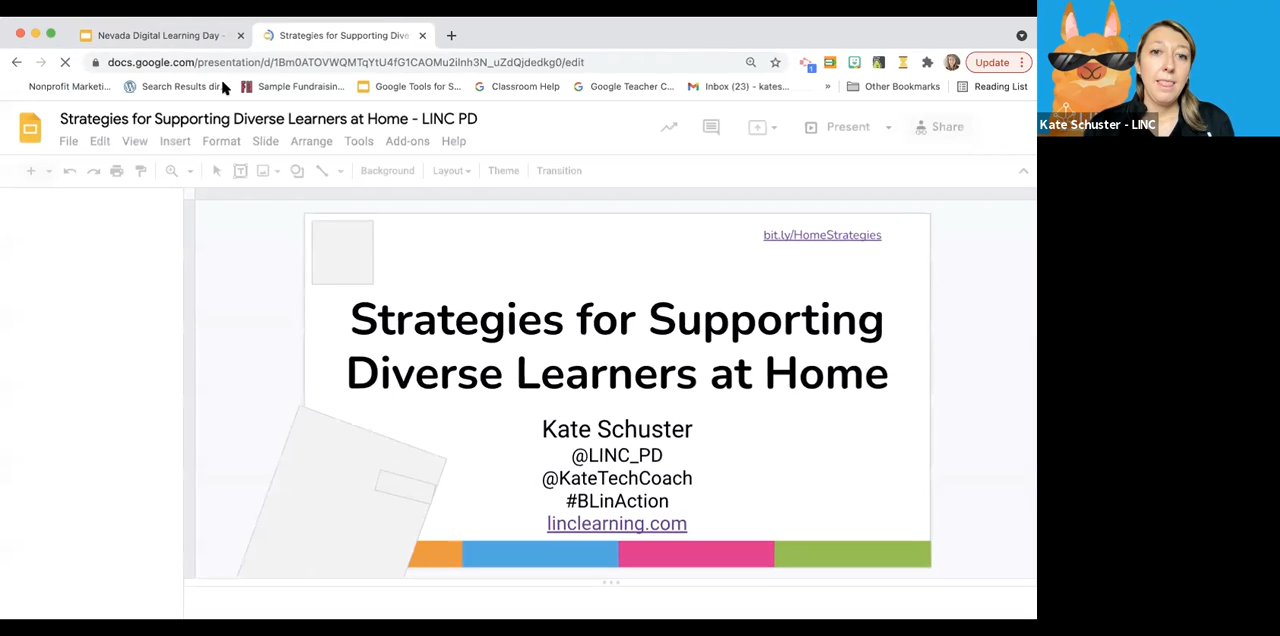 Nevada Digital Learning Day -
Strategies for Supporting Dive
docs.google.com/presentation/d/1Bm0ATOVWQMTqYtU4fG1CAOMu2iInh3N_uZdQjdedkg0/edit
Update
Nonprofit Marketi...
Search Results dir...
Sample Fundraisin...
Google Tools for S...
Classroom Help
Google Teacher C...
Inbox (23) - kates...
»
Other Bookmarks
Reading List
Strategies for Supporting Diverse Learners at Home - LINC PD
File Edit View Insert Format Slide Arrange Tools Add-ons Help
Present
Share
Background
Layout
Theme
Transition
bit.ly/HomeStrategies
Strategies for Supporting
Diverse Learners at Home
Kate Schuster
@LINC_PD
@KateTechCoach
#BLinAction
linclearning.com
Kate Schuster - LINC